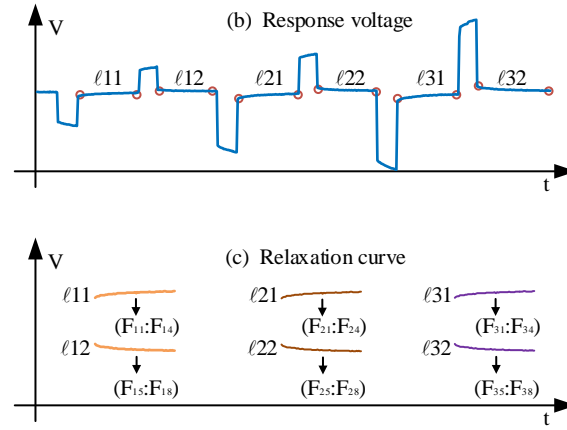 V
(b) Response voltage
ℓ11 ℓ12 ℓ21 ℓ22 ℓ31 ℓ32
t
V
(c) Relaxation curve
ℓ11 ℓ21 ℓ31
(F₁₁:F₁₄) (F₂₁:F₂₄) (F₃₁:F₃₄)
ℓ12 ℓ22 ℓ32
(F₁₅:F₁₈) (F₂₅:F₂₈) (F₃₅:F₃₈)
t